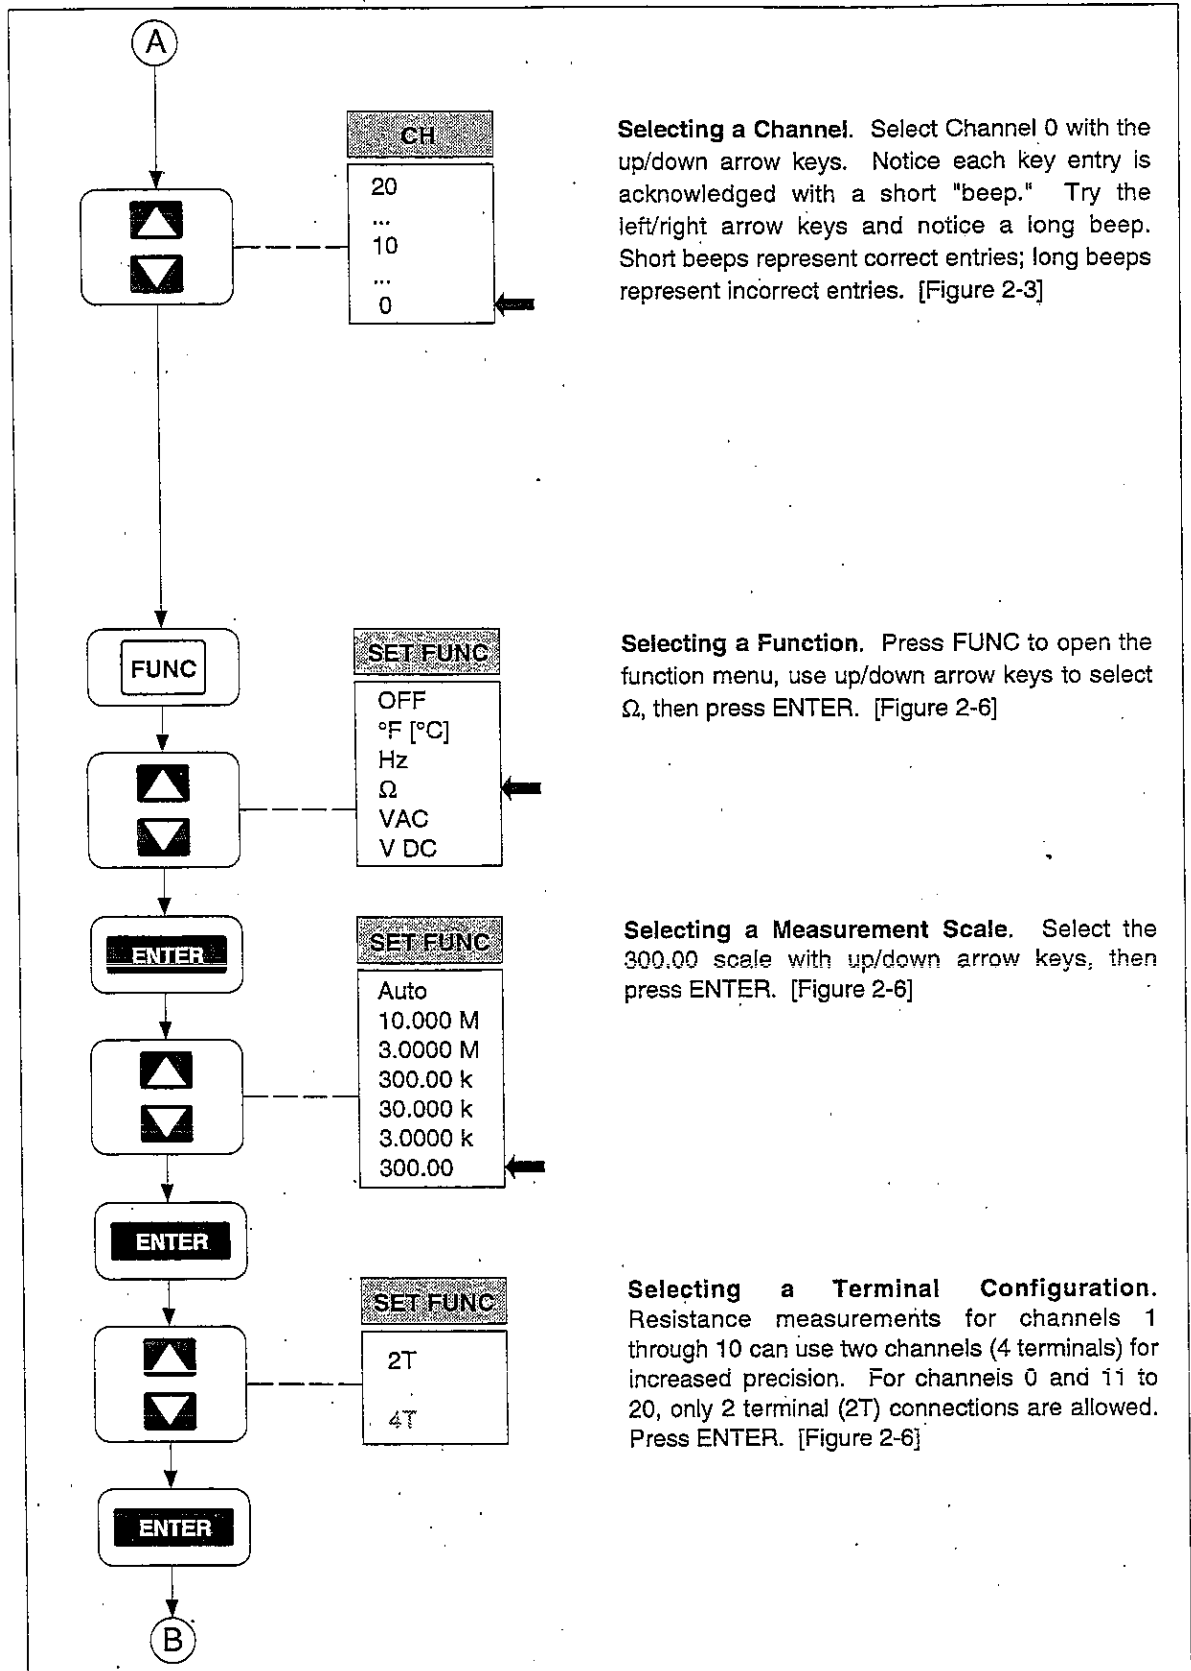 A
CH
20
...
10
...
0
Selecting a Channel. Select Channel 0 with the
up/down arrow keys. Notice each key entry is
acknowledged with a short "beep." Try the
left/right arrow keys and notice a long beep.
Short beeps represent correct entries; long beeps
represent incorrect entries. [Figure 2-3]
FUNC
SET FUNC
OFF
°F [°C]
Hz
Ω
VAC
V DC
Selecting a Function. Press FUNC to open the
function menu, use up/down arrow keys to select
Ω, then press ENTER. [Figure 2-6]
ENTER
SET FUNC
Auto
10.000 M
3.0000 M
300.00 k
30.000 k
3.0000 k
300.00
Selecting a Measurement Scale. Select the
300.00 scale with up/down arrow keys, then
press ENTER. [Figure 2-6]
ENTER
SET FUNC
2T
4T
Selecting a Terminal Configuration.
Resistance measurements for channels 1
through 10 can use two channels (4 terminals) for
increased precision. For channels 0 and 11 to
20, only 2 terminal (2T) connections are allowed.
Press ENTER. [Figure 2-6]
ENTER
B